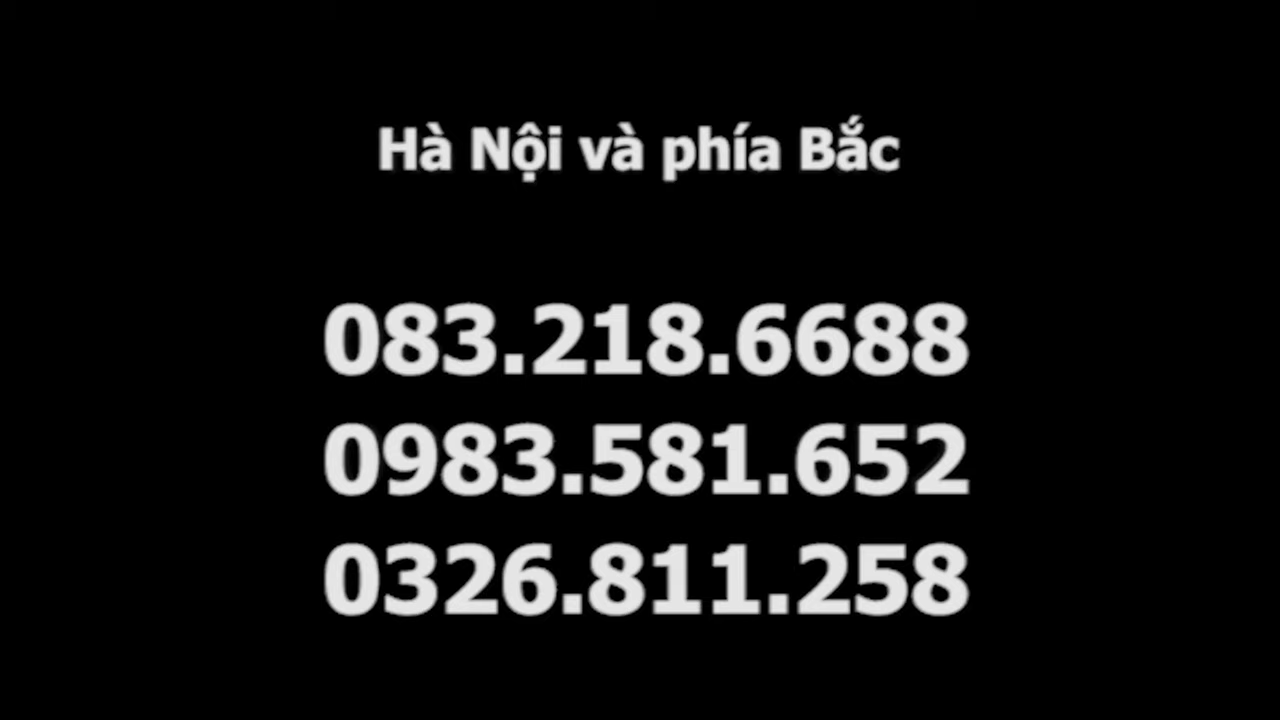 Hà Nội và phía Bắc
083.218.6688
0983.581.652
0326.811.258